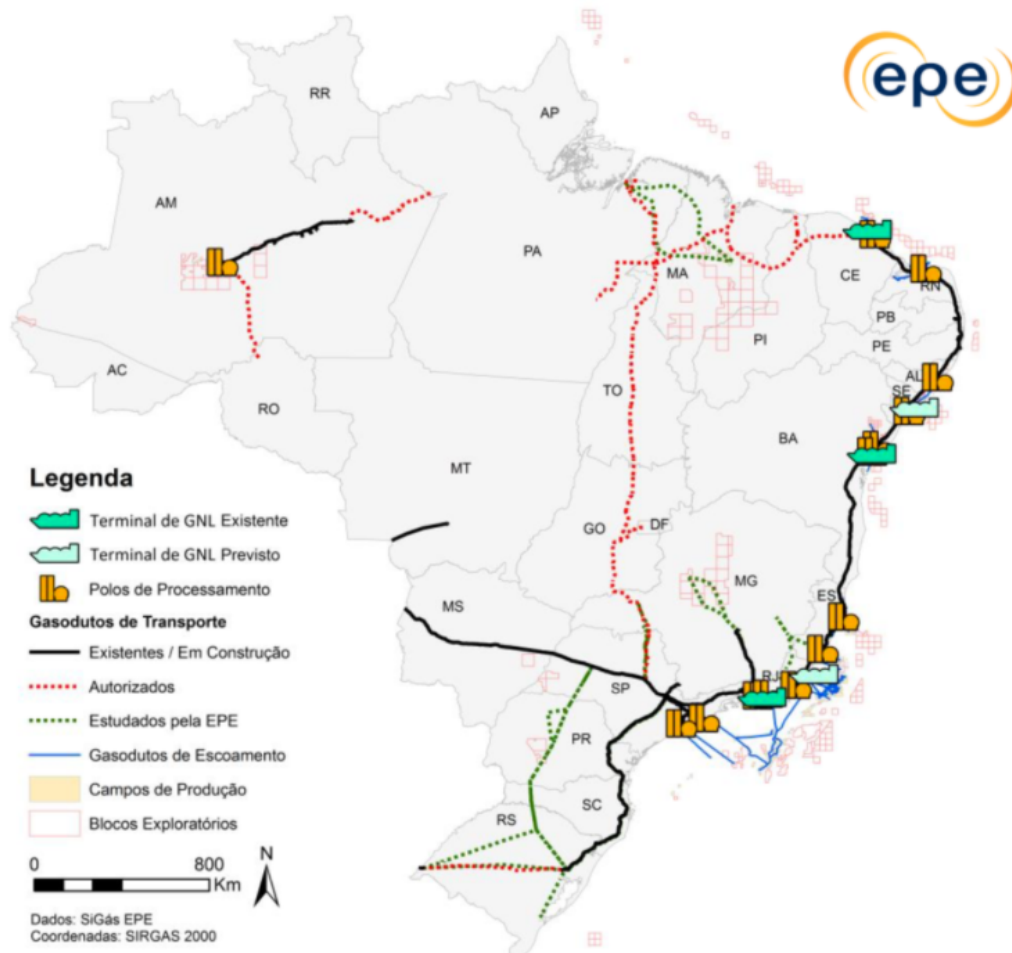 epe
RR
AP
AM
PA
MA
CE
RN
PB
PE
PI
AL
SE
AC
RO
TO
BA
MT
GO
DF
MG
ES
MS
SP
RJ
PR
SC
RS
Legenda
Terminal de GNL Existente
Terminal de GNL Previsto
Polos de Processamento
Gasodutos de Transporte
Existentes / Em Construção
Autorizados
Estudados pela EPE
Gasodutos de Escoamento
Campos de Produção
Blocos Exploratórios
0 800
Km
N
Dados: SiGás EPE
Coordenadas: SIRGAS 2000